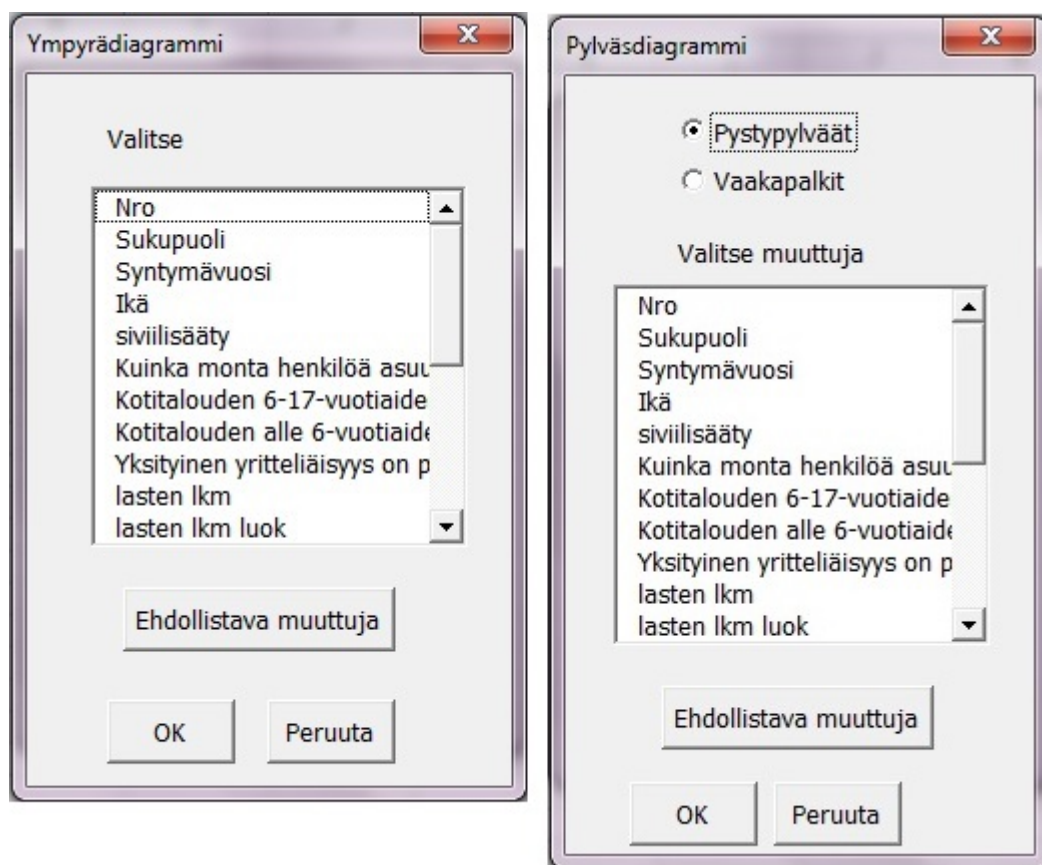 Ympyrädiagrammi
Valitse
Nro
Sukupuoli
Syntymävuosi
Ikä
siviilisääty
Kuinka monta henkilöä asuu
Kotitalouden 6-17-vuotiaide
Kotitalouden alle 6-vuotiaide
Yksityinen yritteliäisyys on p
lasten lkm
lasten lkm luok
Ehdollistava muuttuja
OK Peruuta
Pylväsdiagrammi
Pystypylväät
Vaakapalkit
Valitse muuttuja
Nro
Sukupuoli
Syntymävuosi
Ikä
siviilisääty
Kuinka monta henkilöä asuu
Kotitalouden 6-17-vuotiaide
Kotitalouden alle 6-vuotiaide
Yksityinen yritteliäisyys on p
lasten lkm
lasten lkm luok
Ehdollistava muuttuja
OK Peruuta